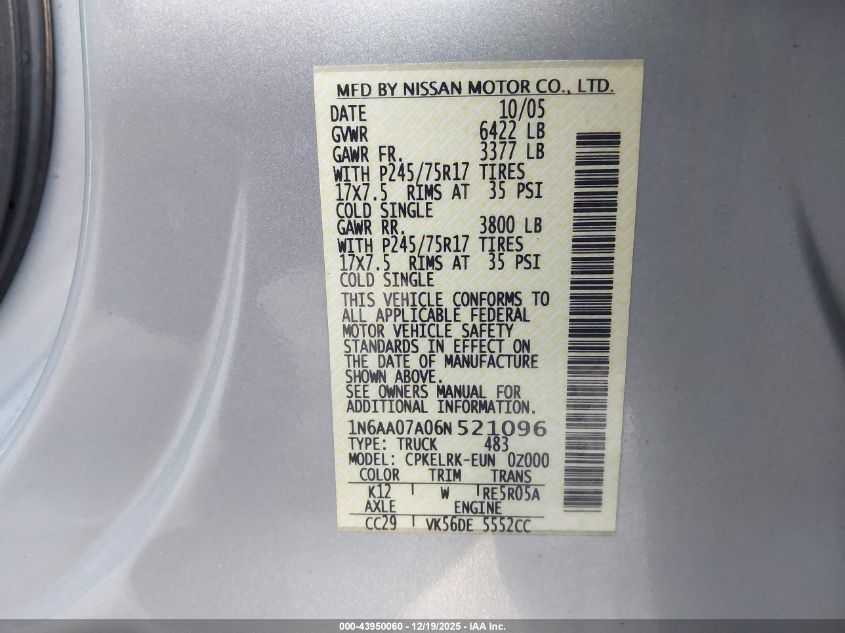 MFD BY NISSAN MOTOR CO., LTD.
DATE 10/05
GVWR 6422 LB
GAWR FR. 3377 LB
WITH P245/75R17 TIRES
17X7.5 RIMS AT 35 PSI
COLD SINGLE
GAWR RR. 3800 LB
WITH P245/75R17 TIRES
17X7.5 RIMS AT 35 PSI
COLD SINGLE
THIS VEHICLE CONFORMS TO
ALL APPLICABLE FEDERAL
MOTOR VEHICLE SAFETY
STANDARDS IN EFFECT ON
THE DATE OF MANUFACTURE
SHOWN ABOVE.
SEE OWNERS MANUAL FOR
ADDITIONAL INFORMATION.
1N6AA07A06N521096
TYPE: TRUCK 483
MODEL: CPKELRK-EUN 0Z000
COLOR TRIM TRANS
K12 W RE5R05A
AXLE ENGINE
CC29 VK56DE 5552CC
000-43950060 - 12/19/2025 - IAA Inc.